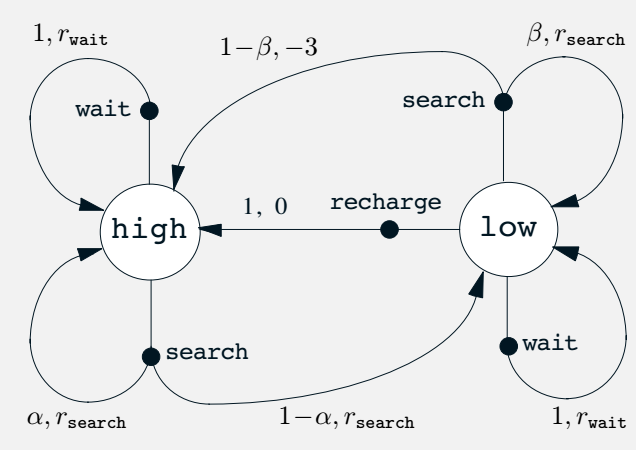 1, r_wait
1−β, −3
β, r_search
wait
search
1, 0
recharge
high
low
search
wait
α, r_search
1−α, r_search
1, r_wait